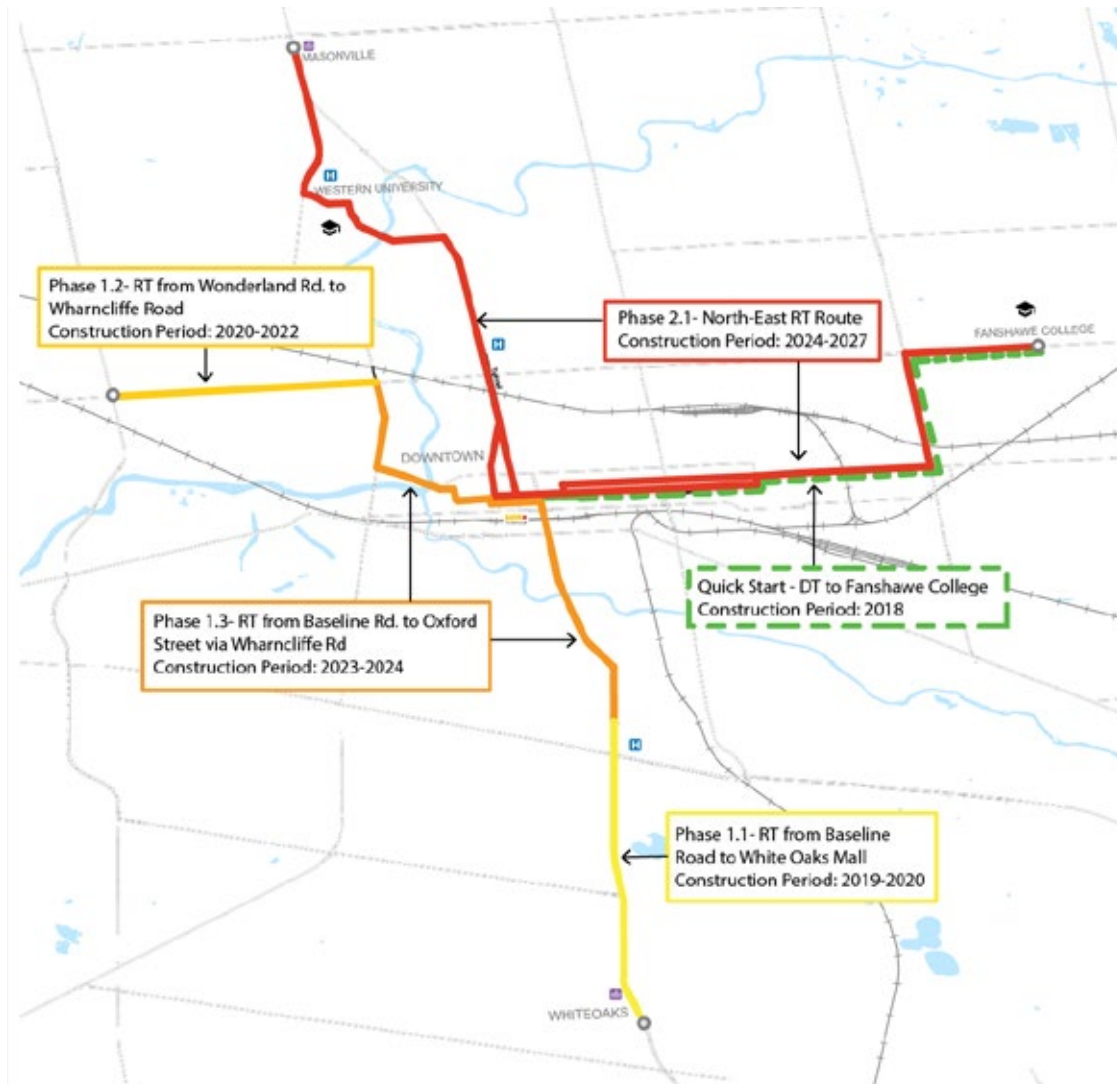 MASONVILLE
WESTERN UNIVERSITY
Phase 1.2- RT from Wonderland Rd. to
Wharncliffe Road
Construction Period: 2020-2022
Phase 2.1- North-East RT Route
Construction Period: 2024-2027
FANSHAWE COLLEGE
DOWNTOWN
Quick Start - DT to Fanshawe College
Construction Period: 2018
Phase 1.3- RT from Baseline Rd. to Oxford
Street via Wharncliffe Rd
Construction Period: 2023-2024
H
H
H
Phase 1.1- RT from Baseline
Road to White Oaks Mall
Construction Period: 2019-2020
WHITEOAKS